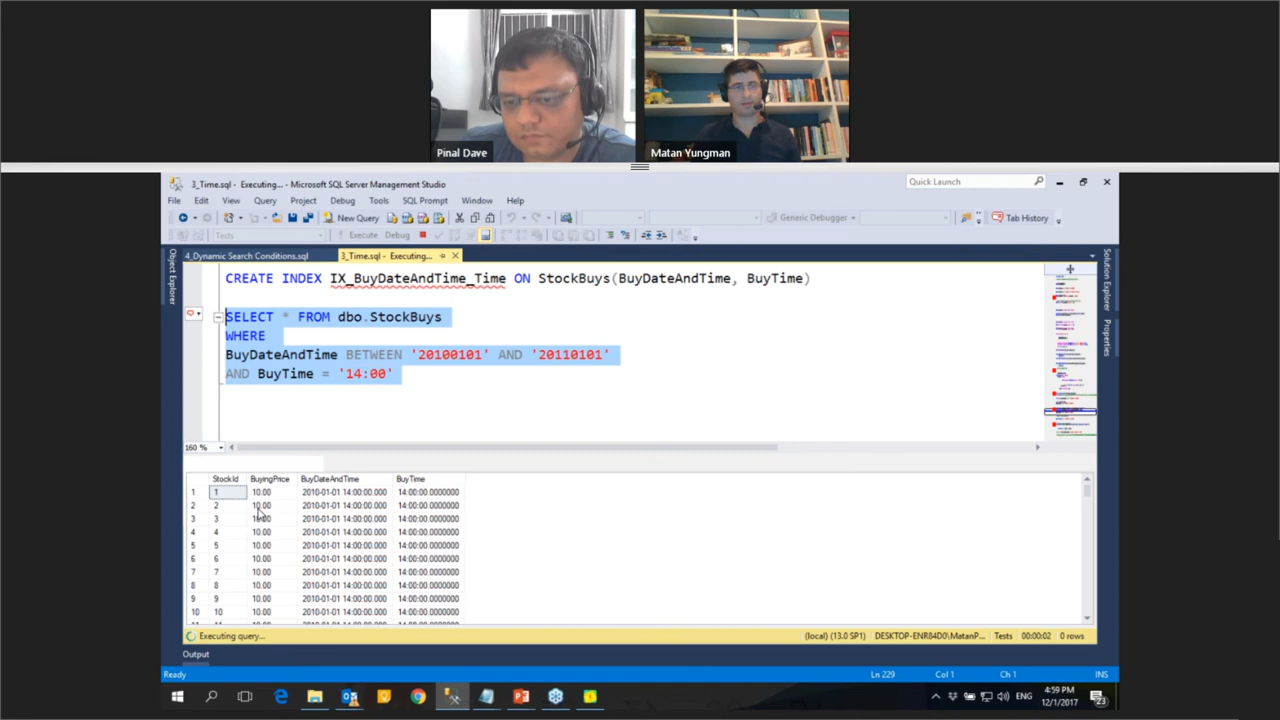 Pinal Dave
Matan Yungman
3_Time.sql - Executing... - Microsoft SQL Server Management Studio
Quick Launch
File Edit View Query Project Debug Tools SQL Prompt Window Help
New Query
Generic Debugger
Tab History
Tests
Execute Debug
4_Dynamic Search Conditions.sql
3_Time.sql - Executing...
Object Explorer
Solution Explorer
Properties
CREATE INDEX IX_BuyDateAndTime_Time ON StockBuys(BuyDateAndTime, BuyTime)
SELECT * FROM dbo.StockBuys
WHERE
BuyDateAndTime BETWEEN '20100101' AND '20110101'
AND BuyTime = '14:00'
160 %
StockId BuyingPrice BuyDateAndTime BuyTime
1 1 10.00 2010-01-01 14:00:00.000 14:00:00.0000000
2 2 10.00 2010-01-01 14:00:00.000 14:00:00.0000000
3 3 10.00 2010-01-01 14:00:00.000 14:00:00.0000000
4 4 10.00 2010-01-01 14:00:00.000 14:00:00.0000000
5 5 10.00 2010-01-01 14:00:00.000 14:00:00.0000000
6 6 10.00 2010-01-01 14:00:00.000 14:00:00.0000000
7 7 10.00 2010-01-01 14:00:00.000 14:00:00.0000000
8 8 10.00 2010-01-01 14:00:00.000 14:00:00.0000000
9 9 10.00 2010-01-01 14:00:00.000 14:00:00.0000000
10 10 10.00 2010-01-01 14:00:00.000 14:00:00.0000000
Executing query... (local) (13.0 SP1) DESKTOP-ENR84D0\MatanP... Tests 00:00:02 0 rows
Output
Ready Ln 229 Col 1 Ch 1 INS
ENG
4:59 PM
12/1/2017
23